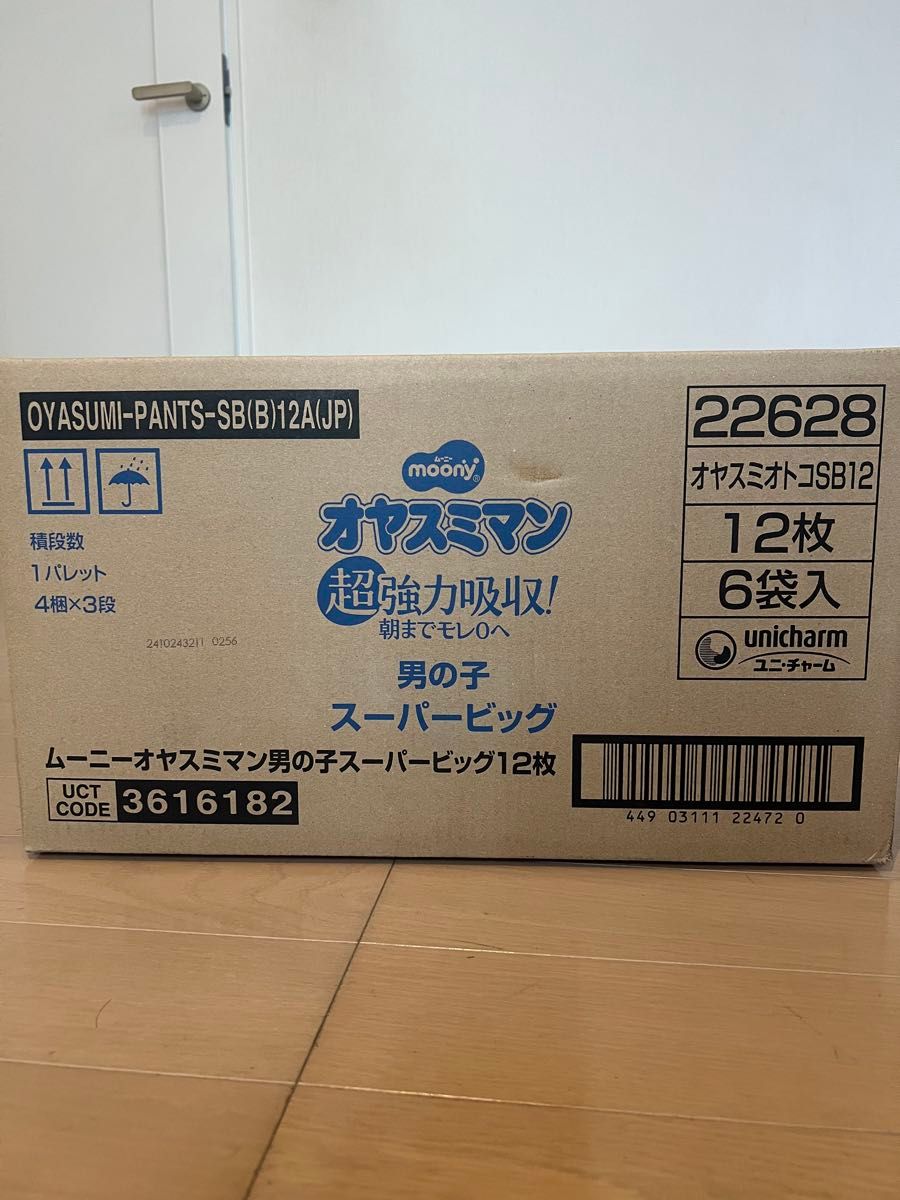 OYASUMI-PANTS-SB(B)12A(JP)
積段数
1パレット
4梱×3段
2410243211 0256
ムーニー
moony®
オヤスミマン
超強力吸収!
朝までモレ0へ
男の子
スーパービッグ
22628
オヤスミオトコSB12
12枚
6袋入
unicharm
ユニ・チャーム
ムーニーオヤスミマン男の子スーパービッグ12枚
UCT
CODE
3616182
449 03111 22472 0